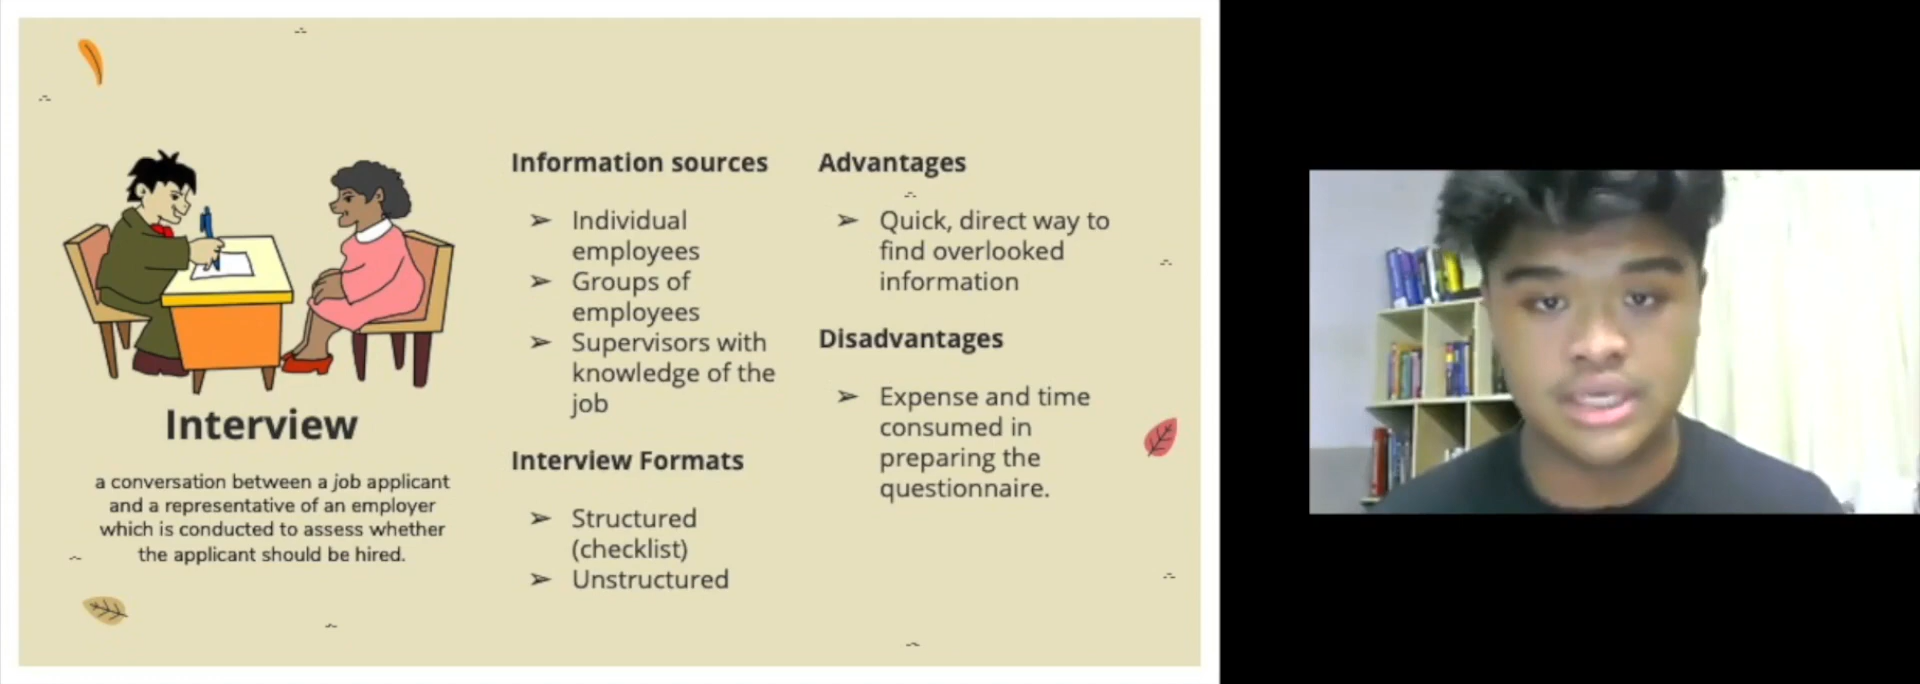 Interview
a conversation between a job applicant
and a representative of an employer
which is conducted to assess whether
the applicant should be hired.
Information sources
➢ Individual
employees
➢ Groups of
employees
➢ Supervisors with
knowledge of the
job
Interview Formats
➢ Structured
(checklist)
➢ Unstructured
Advantages
➢ Quick, direct way to
find overlooked
information
Disadvantages
➢ Expense and time
consumed in
preparing the
questionnaire.